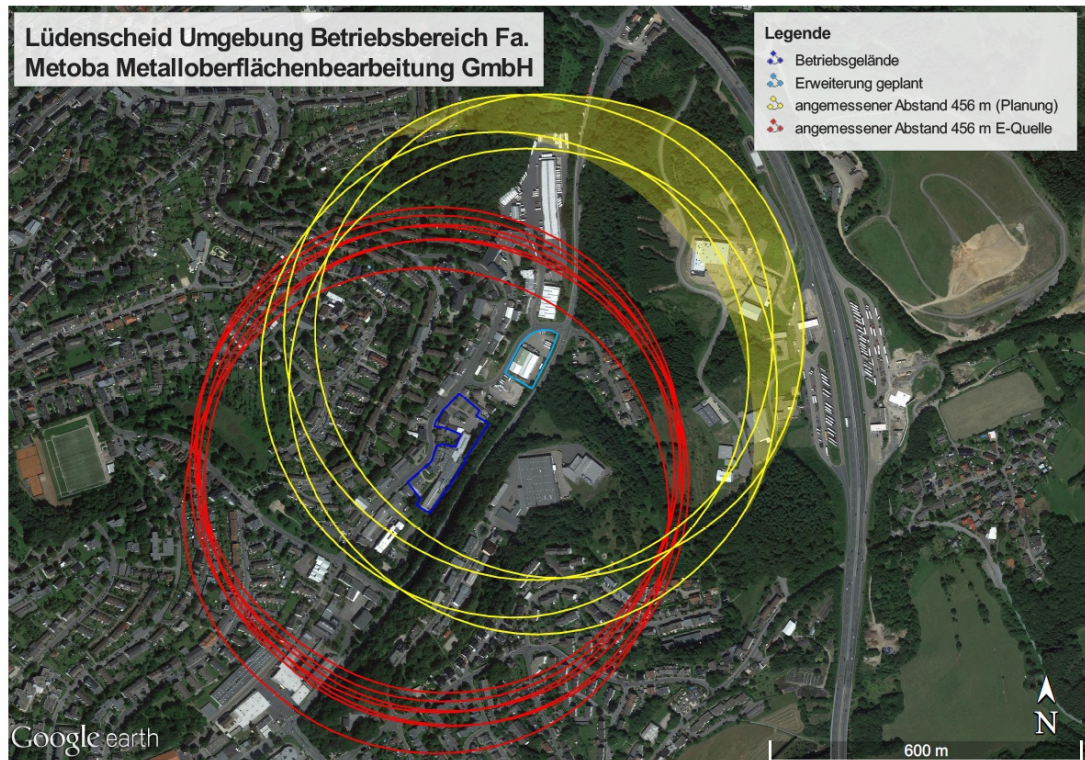 Lüdenscheid Umgebung Betriebsbereich Fa.
Metoba Metalloberflächenbearbeitung GmbH
Legende
Betriebsgelände
Erweiterung geplant
angemessener Abstand 456 m (Planung)
angemessener Abstand 456 m E-Quelle
Google earth
N
600 m